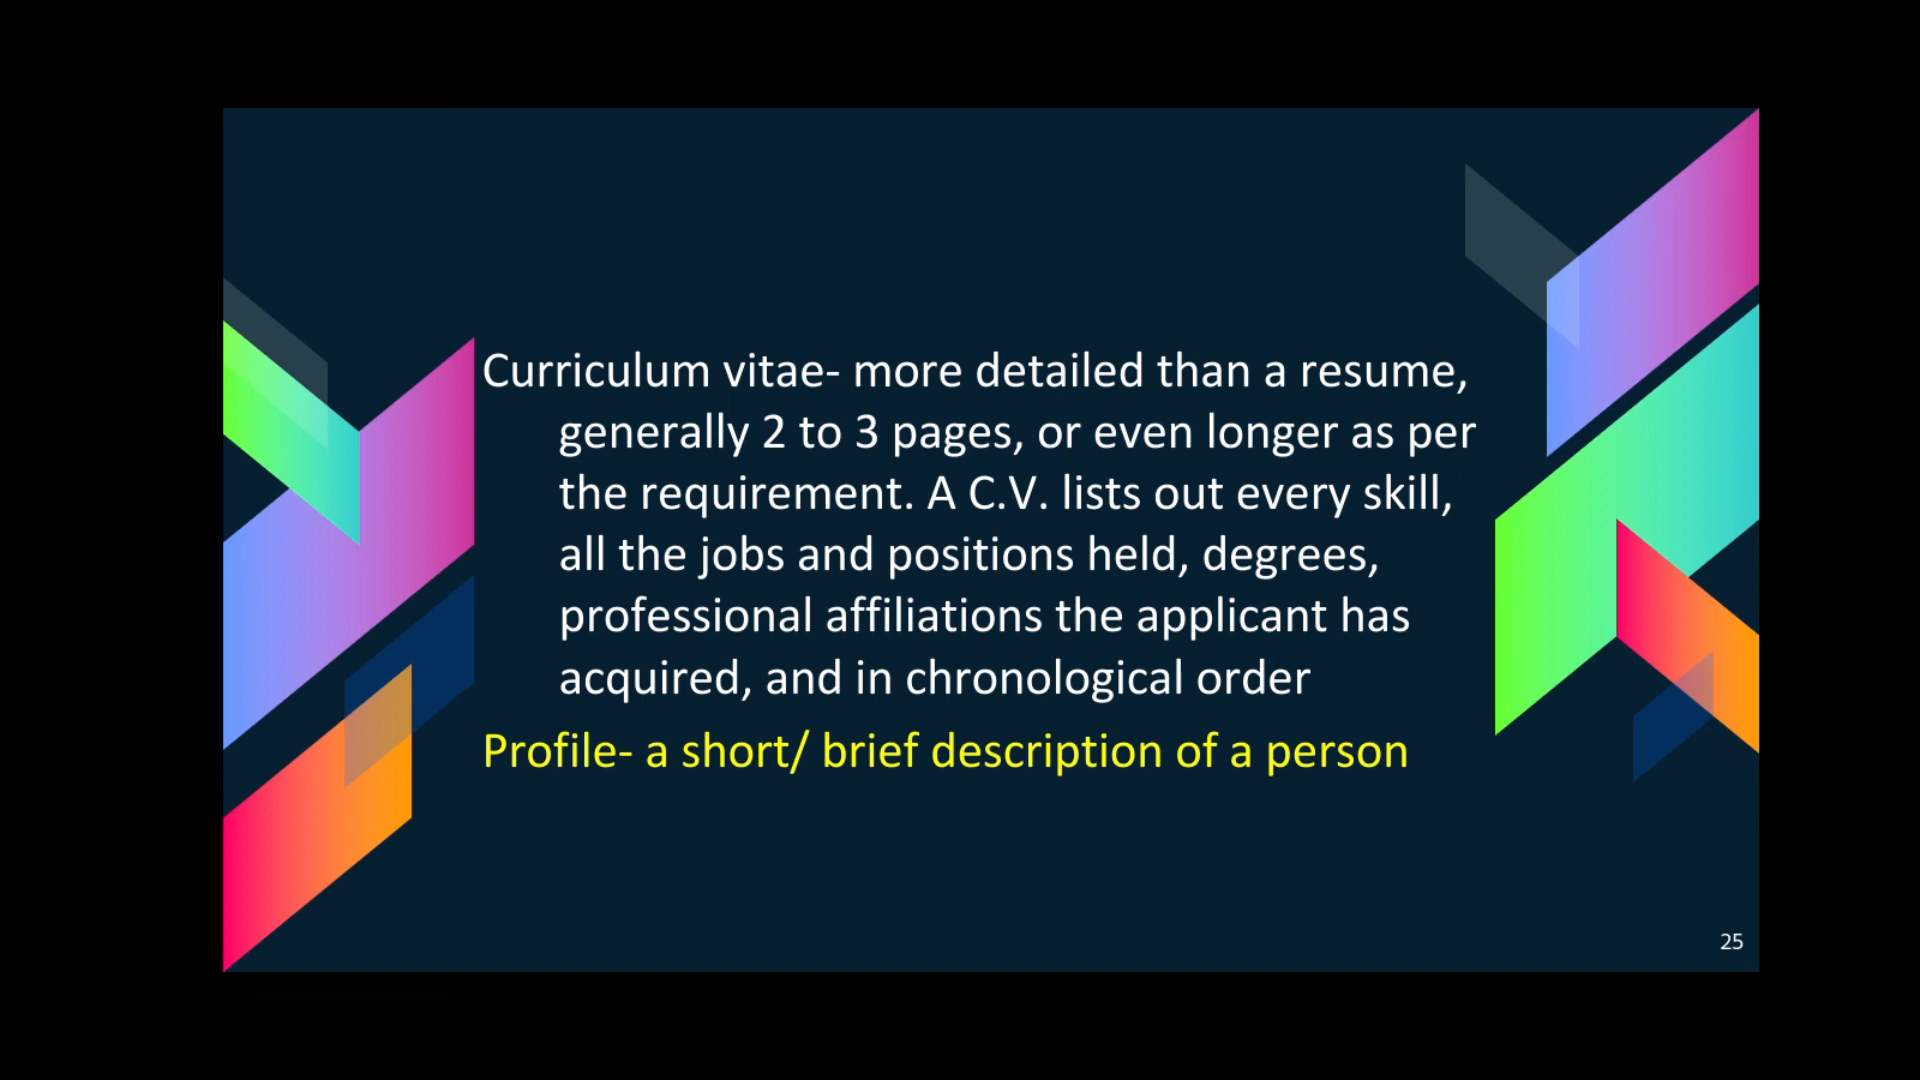 Curriculum vitae- more detailed than a resume,
generally 2 to 3 pages, or even longer as per
the requirement. A C.V. lists out every skill,
all the jobs and positions held, degrees,
professional affiliations the applicant has
acquired, and in chronological order
Profile- a short/ brief description of a person
25